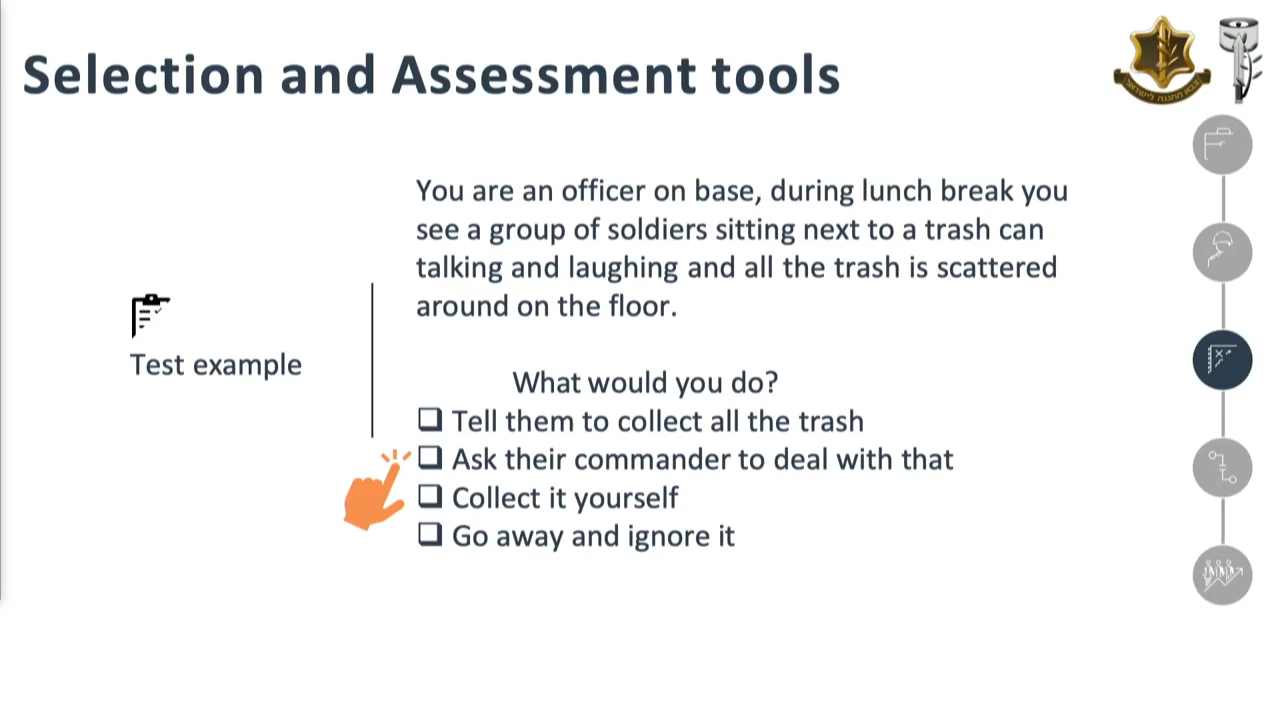 Selection and Assessment tools
צבא ההגנה לישראל
You are an officer on base, during lunch break you
see a group of soldiers sitting next to a trash can
talking and laughing and all the trash is scattered
around on the floor.
Test example
What would you do?
Tell them to collect all the trash
Ask their commander to deal with that
Collect it yourself
Go away and ignore it